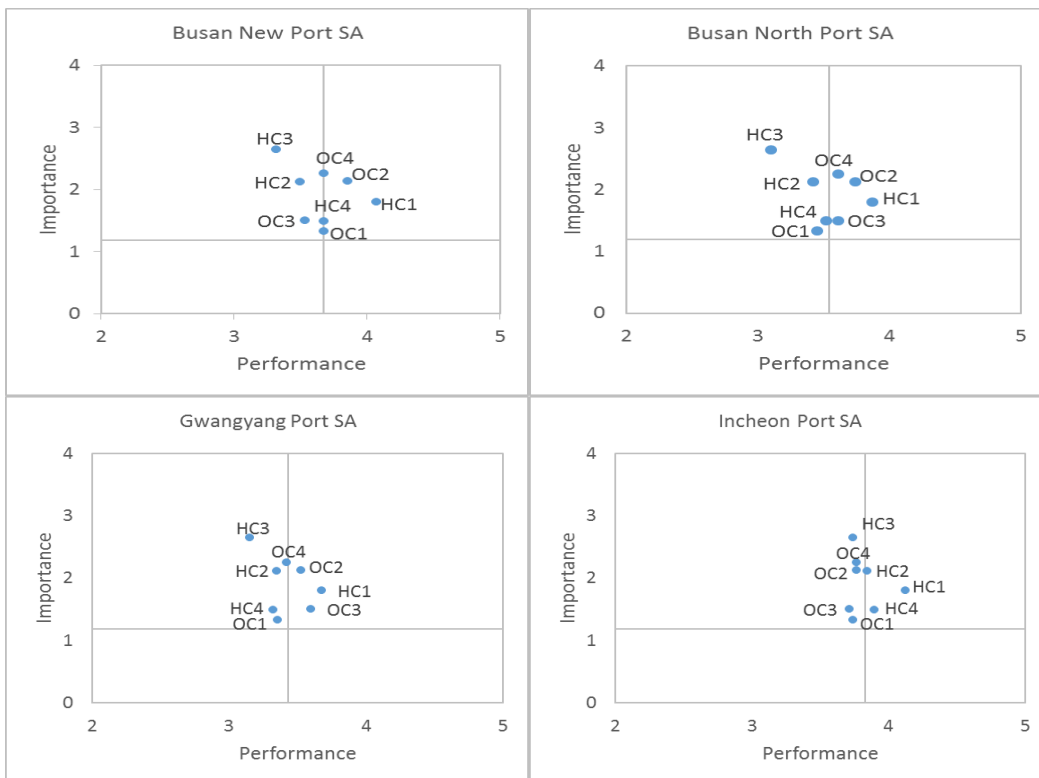 Busan New Port SA
4
3
2
1
0
Importance
HC3
OC4
HC2
OC2
HC4
HC1
OC3
OC1
2
3
4
5
Performance
Busan North Port SA
4
3
2
1
0
Importance
HC3
OC4
HC2
OC2
HC1
HC4
OC3
OC1
2
3
4
5
Performance
Gwangyang Port SA
4
3
2
1
0
Importance
HC3
OC4
HC2
OC2
HC1
HC4
OC3
OC1
2
3
4
5
Performance
Incheon Port SA
4
3
2
1
0
Importance
HC3
OC4
OC2
HC2
HC1
OC3
HC4
OC1
2
3
4
5
Performance